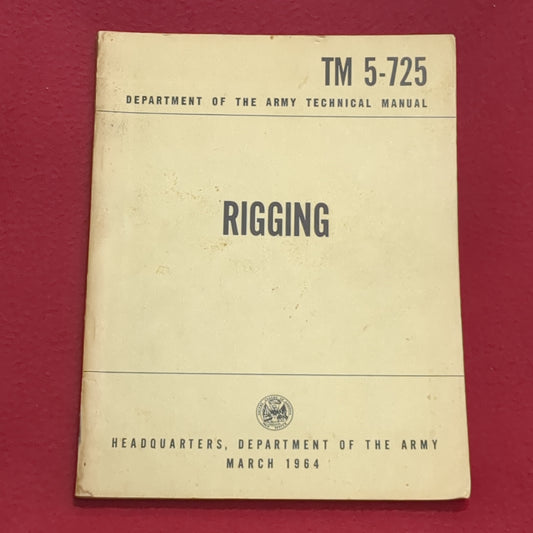 TM 5-725
DEPARTMENT OF THE ARMY TECHNICAL MANUAL
RIGGING
HEADQUARTERS, DEPARTMENT OF THE ARMY
MARCH 1964